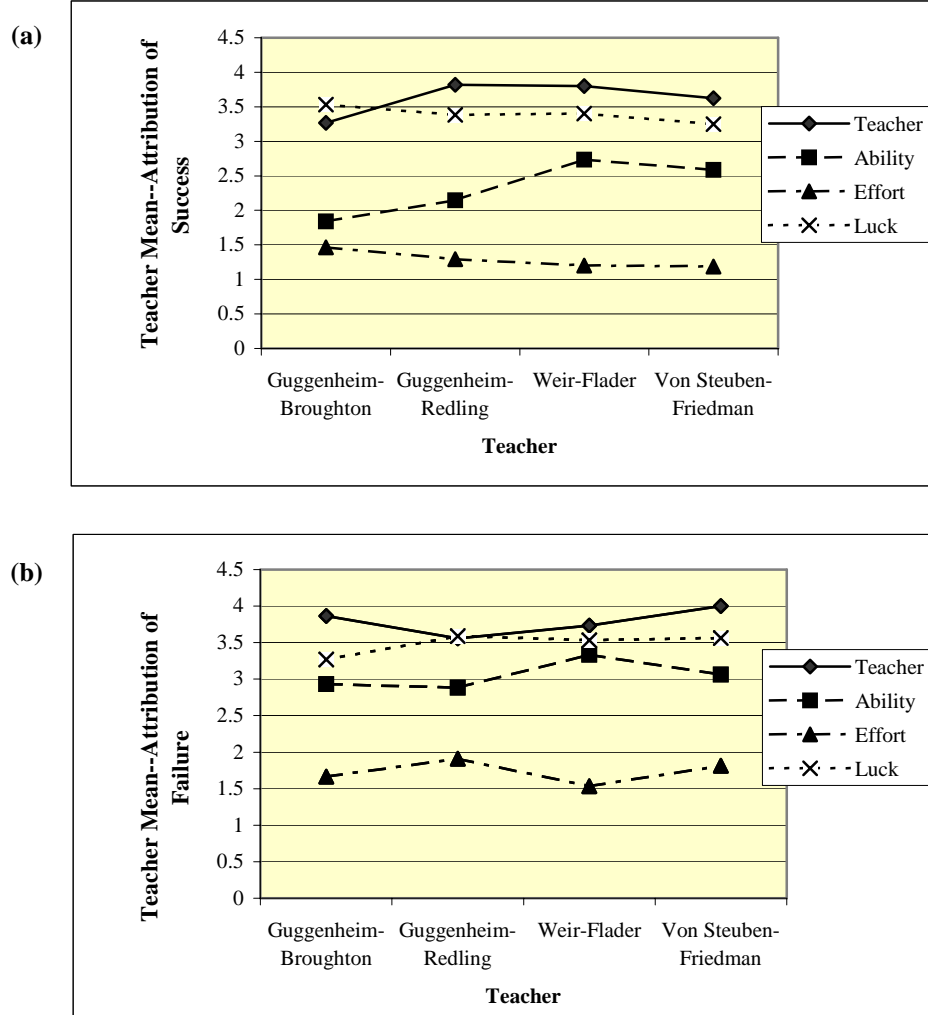 (a)
Teacher Mean--Attribution of
Success
4.5
4
3.5
3
2.5
2
1.5
1
0.5
0
Guggenheim-
Broughton
Guggenheim-
Redling
Weir-Flader
Von Steuben-
Friedman
Teacher
Teacher
Ability
Effort
Luck
(b)
Teacher Mean--Attribution of
Failure
4.5
4
3.5
3
2.5
2
1.5
1
0.5
0
Guggenheim-
Broughton
Guggenheim-
Redling
Weir-Flader
Von Steuben-
Friedman
Teacher
Teacher
Ability
Effort
Luck